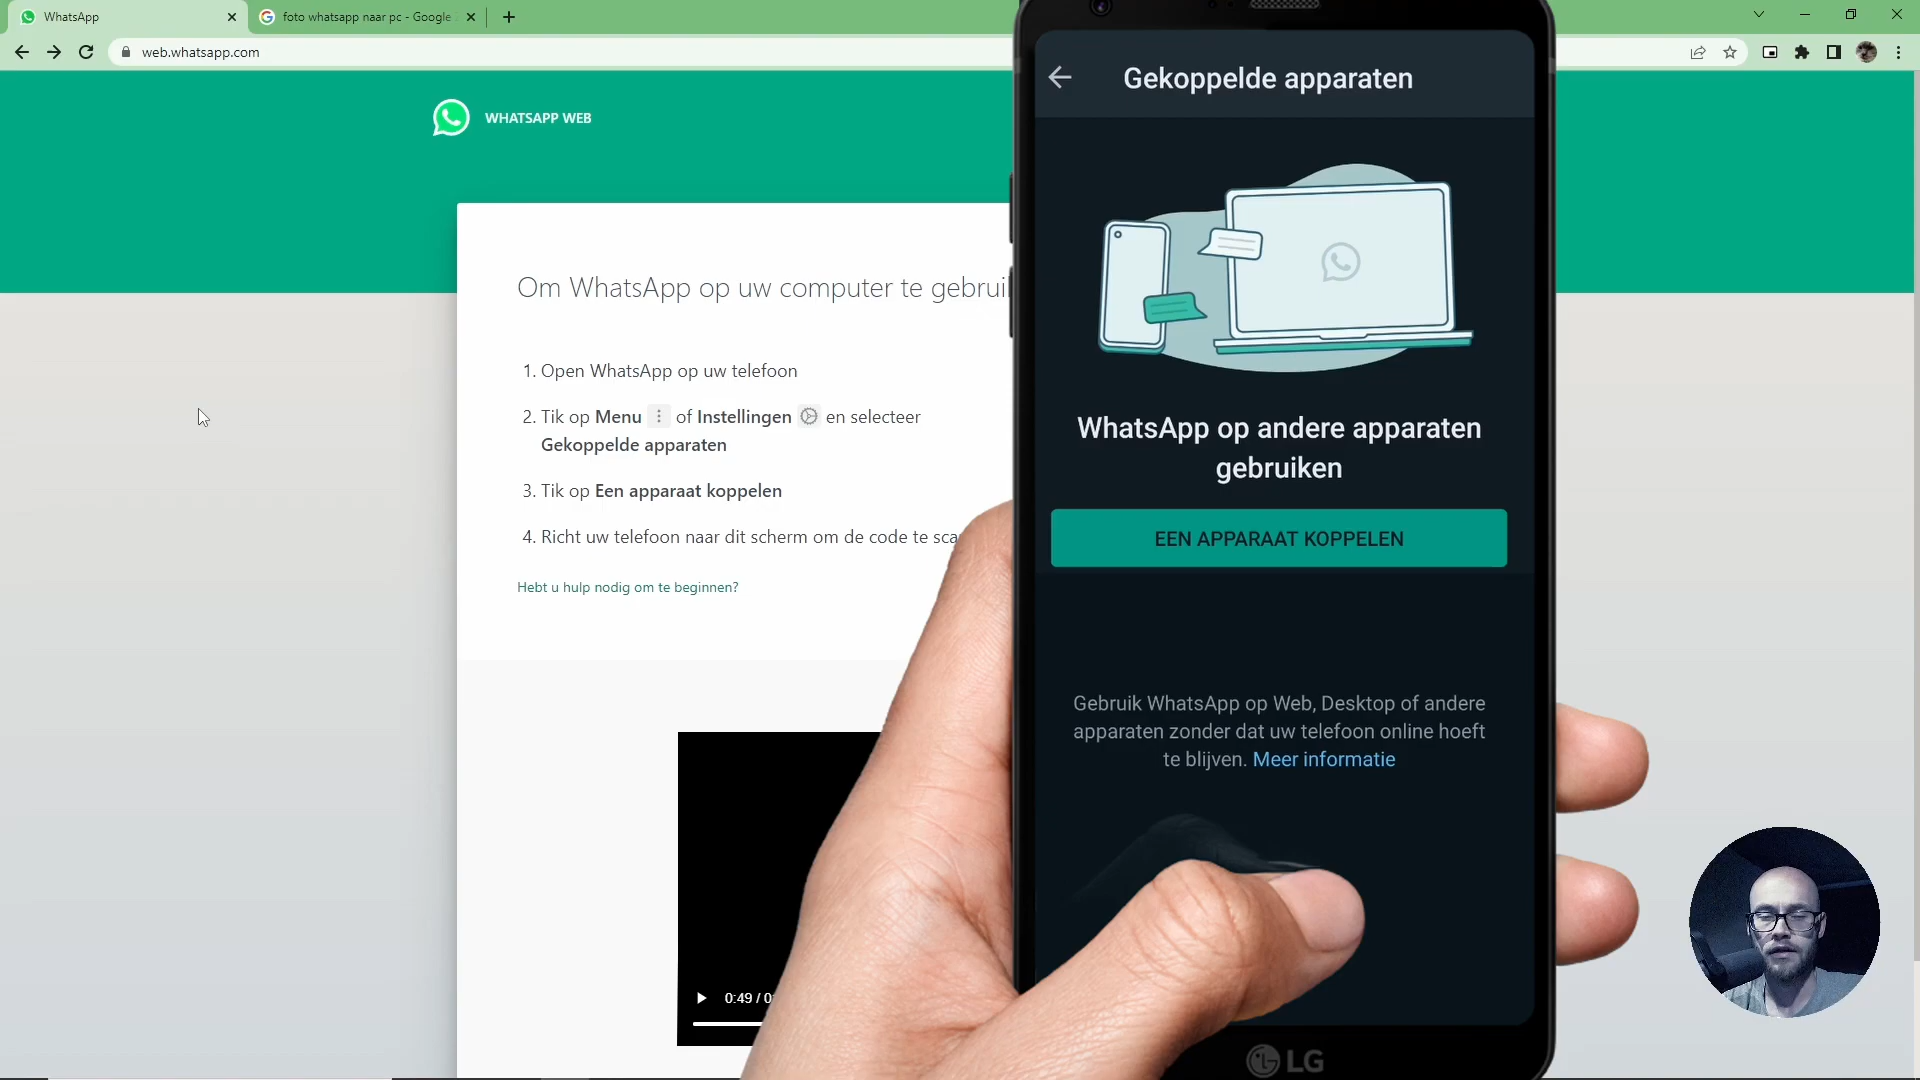 WhatsApp
foto whatsapp naar pc - Google
web.whatsapp.com
WHATSAPP WEB
Om WhatsApp op uw computer te gebrui
1. Open WhatsApp op uw telefoon
2. Tik op Menu of Instellingen en selecteer
Gekoppelde apparaten
3. Tik op Een apparaat koppelen
4. Richt uw telefoon naar dit scherm om de code te sca
Hebt u hulp nodig om te beginnen?
0:49 / 0:
Gekoppelde apparaten
WhatsApp op andere apparaten
gebruiken
EEN APPARAAT KOPPELEN
Gebruik WhatsApp op Web, Desktop of andere
apparaten zonder dat uw telefoon online hoeft
te blijven. Meer informatie
LG